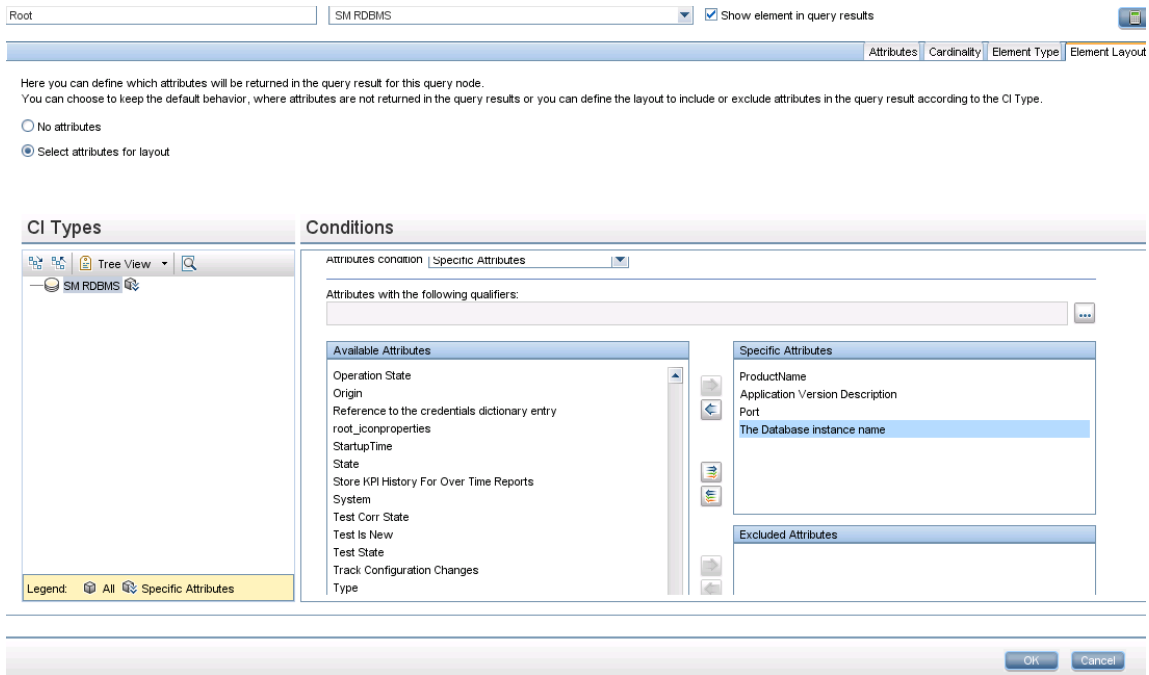 Root
SM RDBMS
Show element in query results
Attributes Cardinality Element Type Element Layout
Here you can define which attributes will be returned in the query result for this query node.
You can choose to keep the default behavior, where attributes are not returned in the query results or you can define the layout to include or exclude attributes in the query result according to the CI Type.
No attributes
Select attributes for layout
CI Types
Conditions
Tree View
SM RDBMS
Legend: All Specific Attributes
Attributes condition Specific Attributes
Attributes with the following qualifiers:
...
Available Attributes
Operation State
Origin
Reference to the credentials dictionary entry
root_iconproperties
StartupTime
State
Store KPI History For Over Time Reports
System
Test Corr State
Test Is New
Test State
Track Configuration Changes
Type
Specific Attributes
ProductName
Application Version Description
Port
The Database instance name
Excluded Attributes
OK Cancel